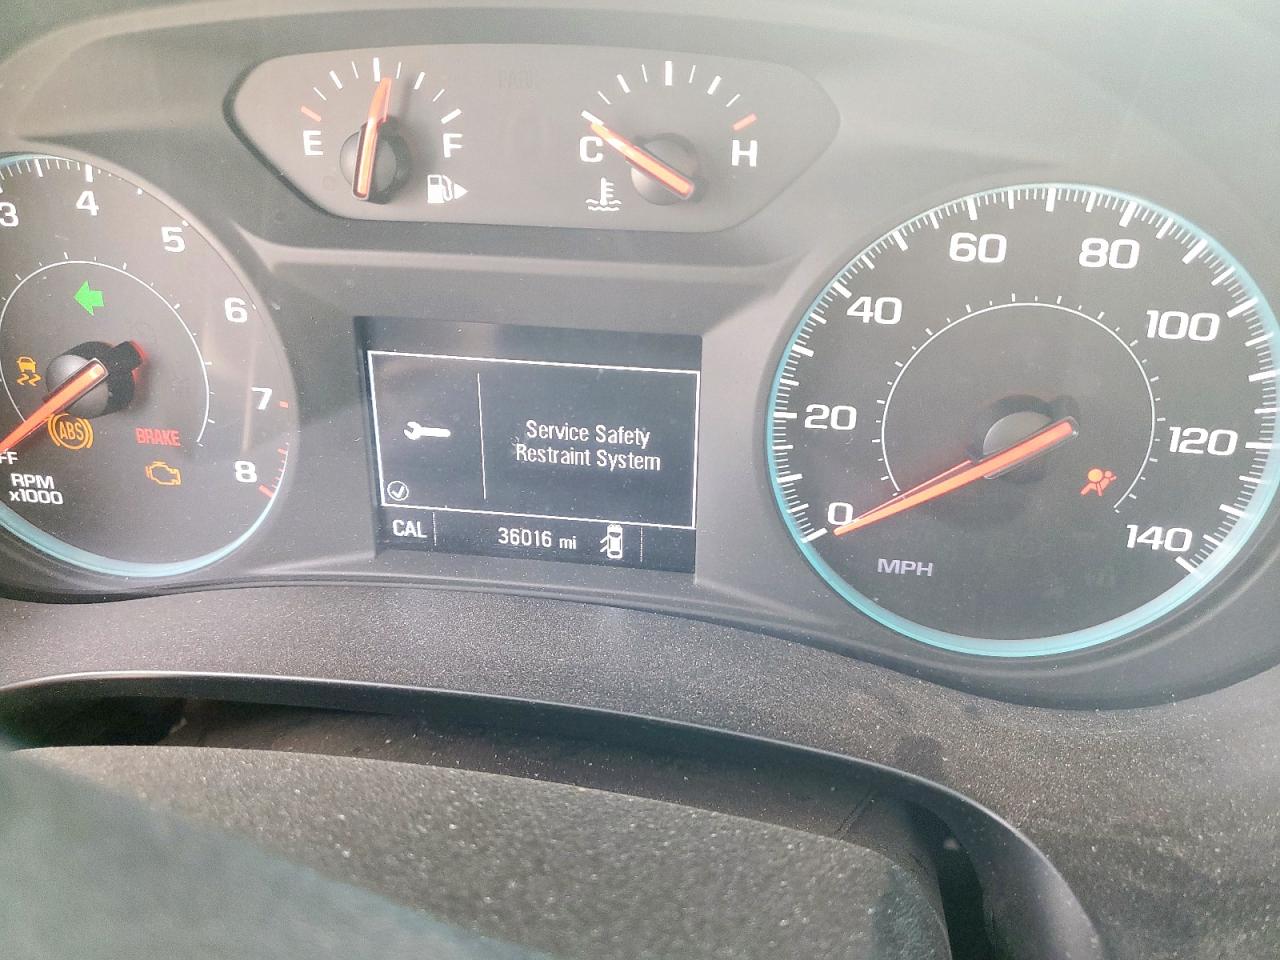 E
F
C
H
3
4
5
6
7
8
FF
RPM
x1000
ABS
BRAKE
Service Safety
Restraint System
CAL
36016 mi
0
20
40
60
80
100
120
140
MPH